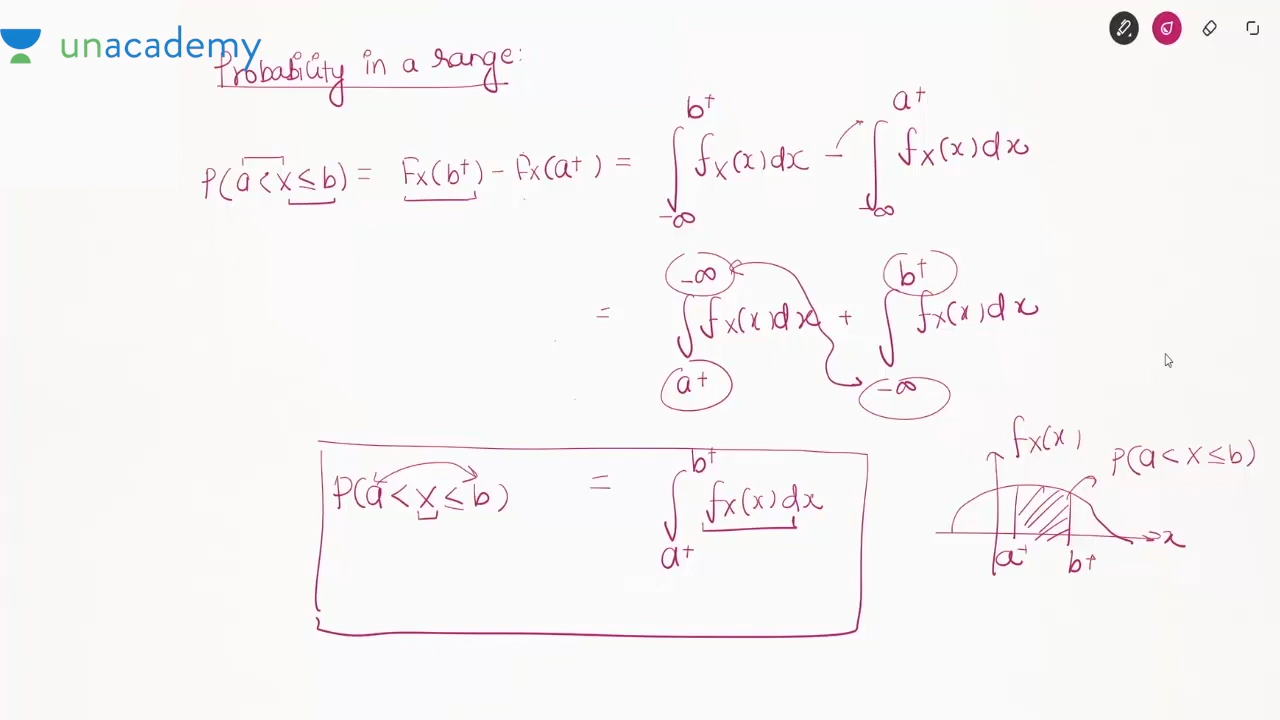 unacademy
Probability in a range:
P(a < x ≤ b) = Fx(b⁺) - Fx(a⁺) = ∫_{-∞}^{b⁺} fx(x)dx - ∫_{-∞}^{a⁺} fx(x)dx
= ∫_{a⁺}^{-∞} fx(x)dx + ∫_{-∞}^{b⁺} fx(x)dx
P(a < x ≤ b) = ∫_{a⁺}^{b⁺} fx(x)dx
fx(x)
P(a < x ≤ b)
x
a⁺ b⁺